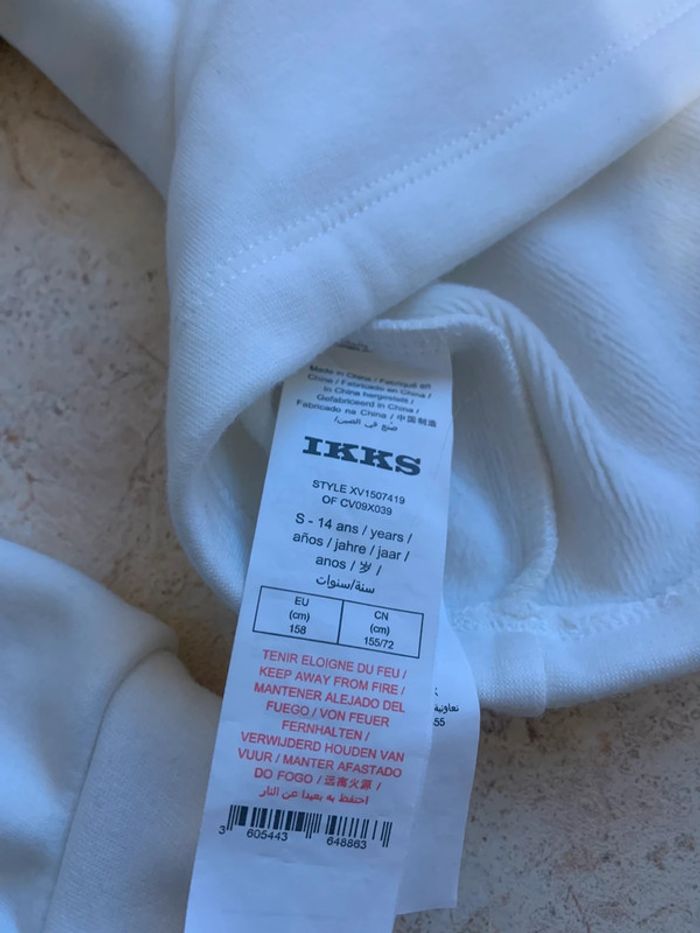 Made in China / Fabriqué en
Chine / Fabricado en China /
In China hergestellt /
Gefabriceerd in China /
Fabricado na China / 中国制造
صنع في الصين/
IKKS
STYLE XV1507419
OF CV09X039
S - 14 ans / years /
años / jahre / jaar /
anos / 岁 /
سنة/سنوات
EU CN
(cm) (cm)
158 155/72
TENIR ELOIGNE DU FEU /
KEEP AWAY FROM FIRE /
MANTENER ALEJADO DEL
FUEGO / VON FEUER
FERNHALTEN /
VERWIJDERD HOUDEN VAN
VUUR / MANTER AFASTADO
DO FOGO / 远离火源 /
احتفظ به بعيدا عن النار
3 605443 648863
55